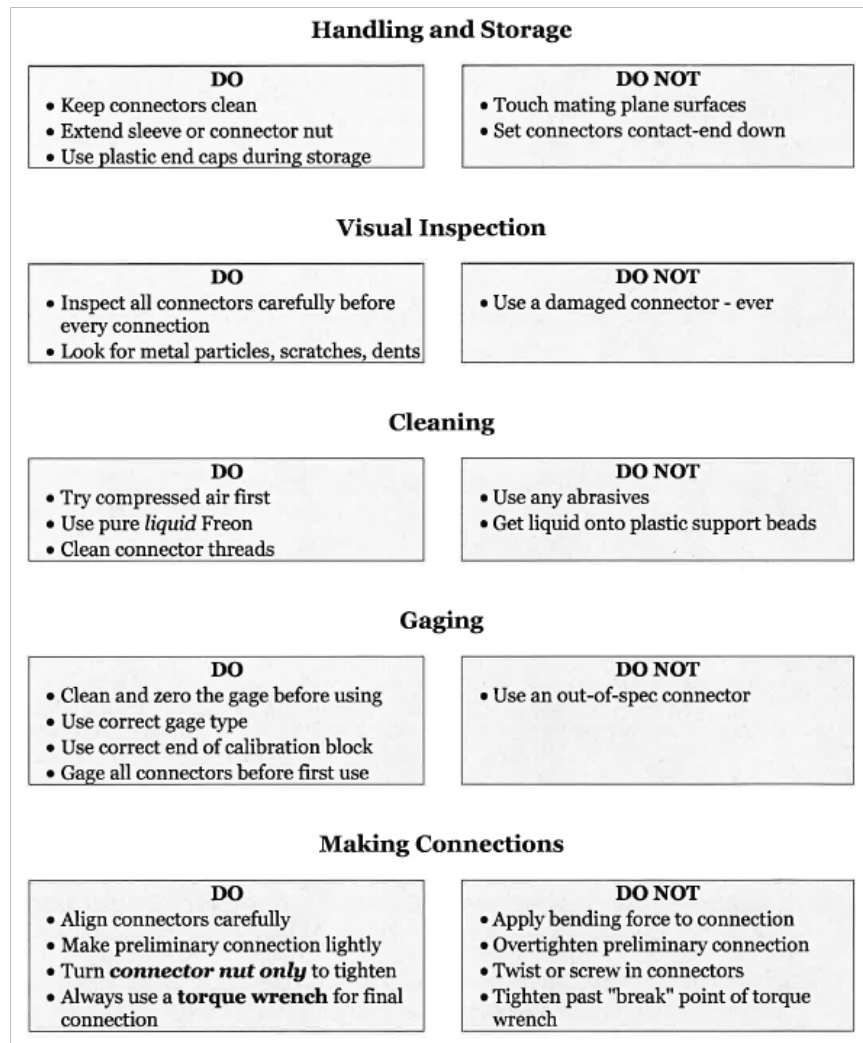 Handling and Storage
DO
• Keep connectors clean
• Extend sleeve or connector nut
• Use plastic end caps during storage
DO NOT
• Touch mating plane surfaces
• Set connectors contact-end down
Visual Inspection
DO
• Inspect all connectors carefully before
every connection
• Look for metal particles, scratches, dents
DO NOT
• Use a damaged connector - ever
Cleaning
DO
• Try compressed air first
• Use pure liquid Freon
• Clean connector threads
DO NOT
• Use any abrasives
• Get liquid onto plastic support beads
Gaging
DO
• Clean and zero the gage before using
• Use correct gage type
• Use correct end of calibration block
• Gage all connectors before first use
DO NOT
• Use an out-of-spec connector
Making Connections
DO
• Align connectors carefully
• Make preliminary connection lightly
• Turn connector nut only to tighten
• Always use a torque wrench for final
connection
DO NOT
• Apply bending force to connection
• Overtighten preliminary connection
• Twist or screw in connectors
• Tighten past "break" point of torque
wrench